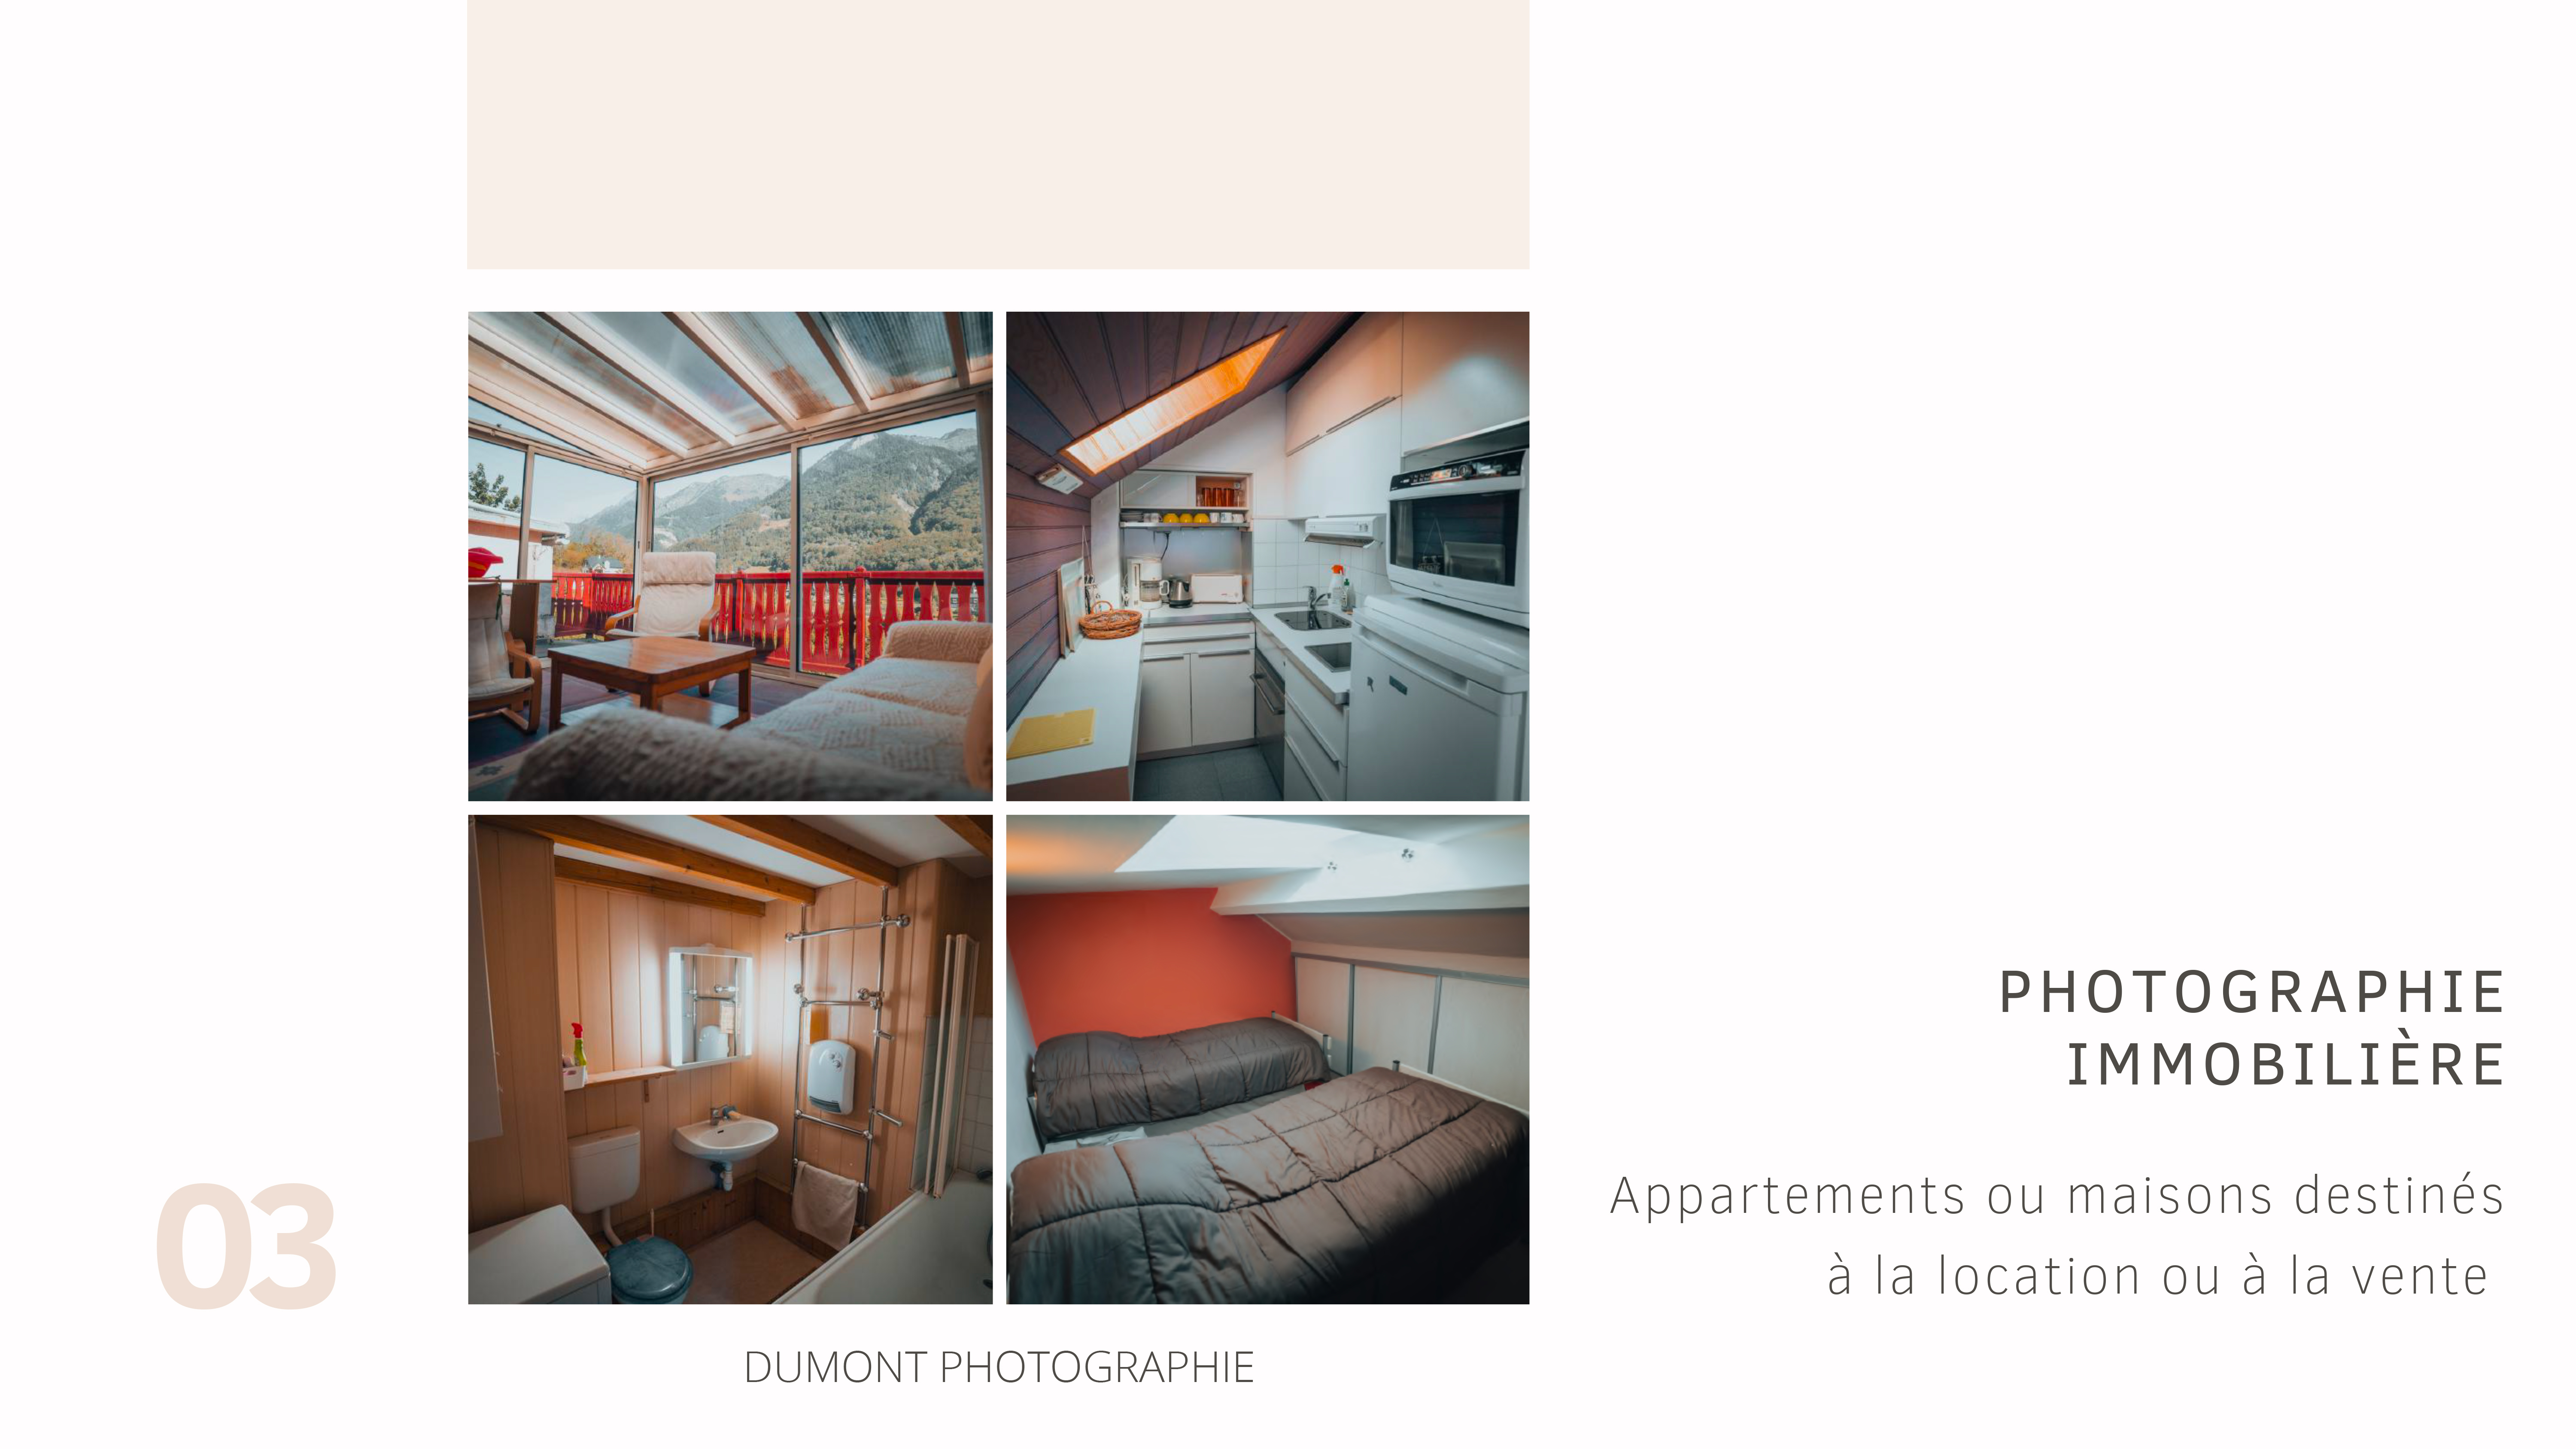 03
DUMONT PHOTOGRAPHIE
PHOTOGRAPHIE
IMMOBILIÈRE
Appartements ou maisons destinés
à la location ou à la vente